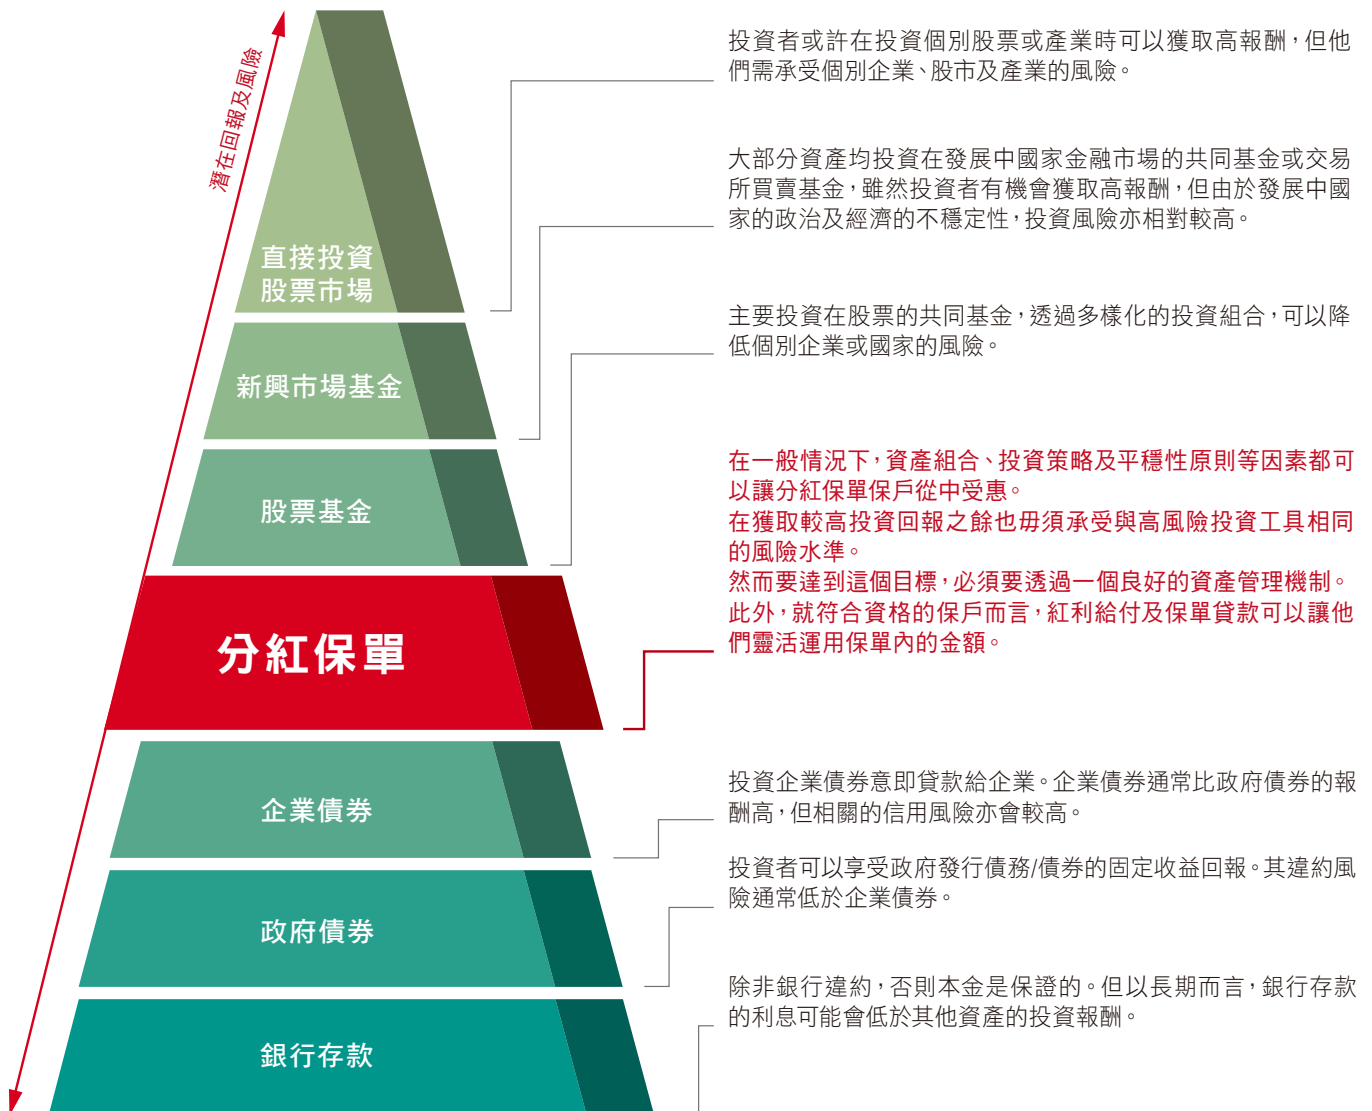 潛在回報及風險
投資者或許在投資個別股票或產業時可以獲取高報酬，但他
們需承受個別企業、股市及產業的風險。
直接投資
股票市場
大部分資產均投資在發展中國家金融市場的共同基金或交易
所買賣基金，雖然投資者有機會獲取高報酬，但由於發展中國
家的政治及經濟的不穩定性，投資風險亦相對較高。
新興市場基金
主要投資在股票的共同基金，透過多樣化的投資組合，可以降
低個別企業或國家的風險。
股票基金
在一般情況下，資產組合、投資策略及平穩性原則等因素都可
以讓分紅保單保戶從中受惠。
在獲取較高投資回報之餘也毋須承受與高風險投資工具相同
的風險水準。
然而要達到這個目標，必須要透過一個良好的資產管理機制。
此外，就符合資格的保戶而言，紅利給付及保單貸款可以讓他
們靈活運用保單內的金額。
分紅保單
投資企業債券意即貸款給企業。企業債券通常比政府債券的報
酬高，但相關的信用風險亦會較高。
企業債券
投資者可以享受政府發行債務/債券的固定收益回報。其違約風
險通常低於企業債券。
政府債券
除非銀行違約，否則本金是保證的。但以長期而言，銀行存款
的利息可能會低於其他資產的投資報酬。
銀行存款